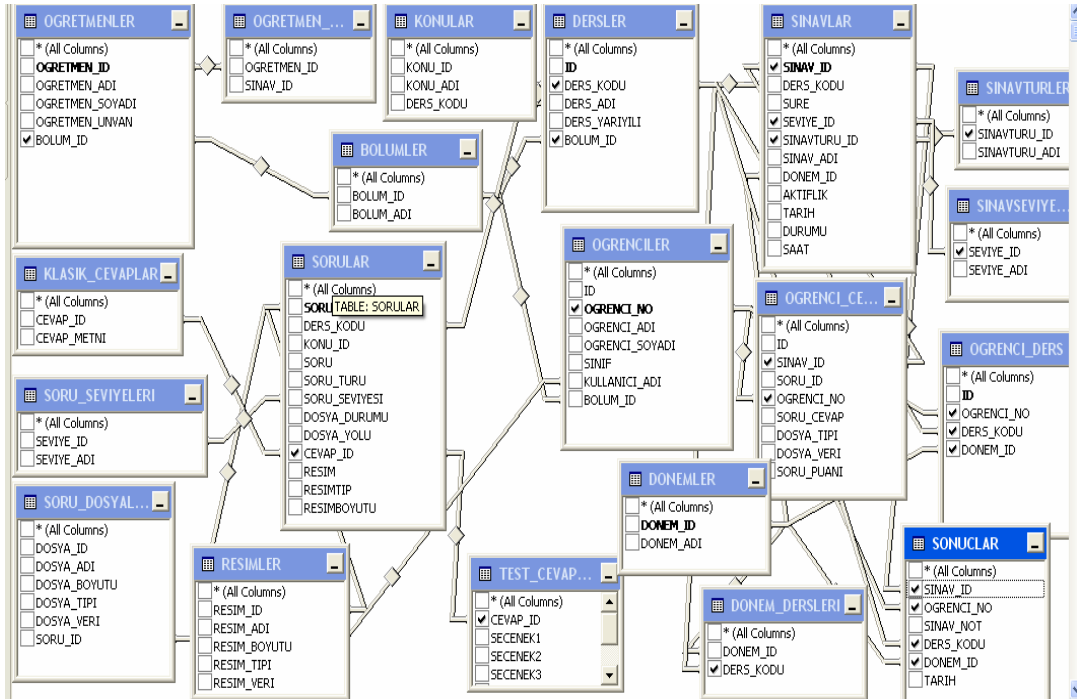 OGRETMENLER
* (All Columns)
OGRETMEN_ID
OGRETMEN_ADI
OGRETMEN_SOYADI
OGRETMEN_UNVAN
BOLUM_ID
OGRETMEN_...
* (All Columns)
OGRETMEN_ID
SINAV_ID
KONULAR
* (All Columns)
KONU_ID
KONU_ADI
DERS_KODU
DERSLER
* (All Columns)
ID
DERS_KODU
DERS_ADI
DERS_YARIYILI
BOLUM_ID
SINAVLAR
* (All Columns)
SINAV_ID
DERS_KODU
SURE
SEVIYE_ID
SINAVTURU_ID
SINAV_ADI
DONEM_ID
AKTIFLIK
TARIH
DURUMU
SAAT
SINAVTURLER
* (All Columns)
SINAVTURU_ID
SINAVTURU_ADI
BOLUMLER
* (All Columns)
BOLUM_ID
BOLUM_ADI
SINAVSEVIYE...
* (All Columns)
SEVIYE_ID
SEVIYE_ADI
KLASIK_CEVAPLAR
* (All Columns)
CEVAP_ID
CEVAP_METNI
SORULAR
* (All Columns)
SORU
TABLE: SORULAR
DERS_KODU
KONU_ID
SORU
SORU_TURU
SORU_SEVIYESI
DOSYA_DURUMU
DOSYA_YOLU
CEVAP_ID
RESIM
RESIMTIP
RESIMBOYUTU
OGRENCILER
* (All Columns)
ID
OGRENCI_NO
OGRENCI_ADI
OGRENCI_SOYADI
SINIF
KULLANICI_ADI
BOLUM_ID
OGRENCI_CE...
* (All Columns)
ID
SINAV_ID
SORU_ID
OGRENCI_NO
SORU_CEVAP
DOSYA_TIPI
DOSYA_VERI
SORU_PUANI
OGRENCI_DERS
* (All Columns)
ID
OGRENCI_NO
DERS_KODU
DONEM_ID
SORU_SEVIYELERI
* (All Columns)
SEVIYE_ID
SEVIYE_ADI
SORU_DOSYAL...
* (All Columns)
DOSYA_ID
DOSYA_ADI
DOSYA_BOYUTU
DOSYA_TIPI
DOSYA_VERI
SORU_ID
RESIMLER
* (All Columns)
RESIM_ID
RESIM_ADI
RESIM_BOYUTU
RESIM_TIPI
RESIM_VERI
TEST_CEVAP...
* (All Columns)
CEVAP_ID
SECENEK1
SECENEK2
SECENEK3
DONEMLER
* (All Columns)
DONEM_ID
DONEM_ADI
DONEM_DERSLERI
* (All Columns)
DONEM_ID
DERS_KODU
SONUCLAR
* (All Columns)
SINAV_ID
OGRENCI_NO
SINAV_NOT
DERS_KODU
DONEM_ID
TARIH